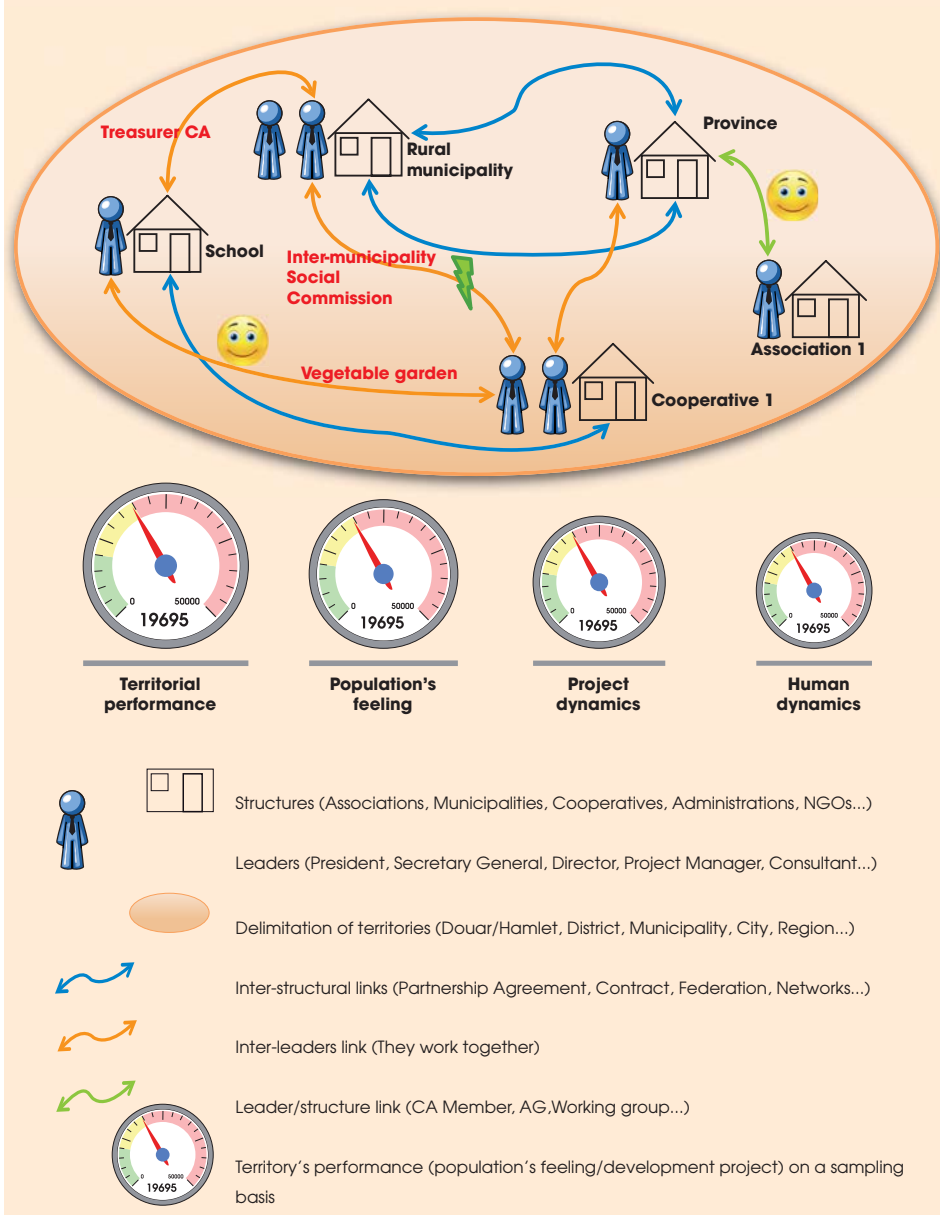 Treasurer CA
Rural
municipality
Province
School
Inter-municipality
Social
Commission
Association 1
Vegetable garden
Cooperative 1
0 50000
19695
0 50000
19695
0 50000
19695
0 50000
19695
Territorial
performance
Population's
feeling
Project
dynamics
Human
dynamics
Structures (Associations, Municipalities, Cooperatives, Administrations, NGOs...)
Leaders (President, Secretary General, Director, Project Manager, Consultant...)
Delimitation of territories (Douar/Hamlet, District, Municipality, City, Region...)
Inter-structural links (Partnership Agreement, Contract, Federation, Networks...)
Inter-leaders link (They work together)
Leader/structure link (CA Member, AG,Working group...)
0 50000
19695
Territory's performance (population's feeling/development project) on a sampling
basis